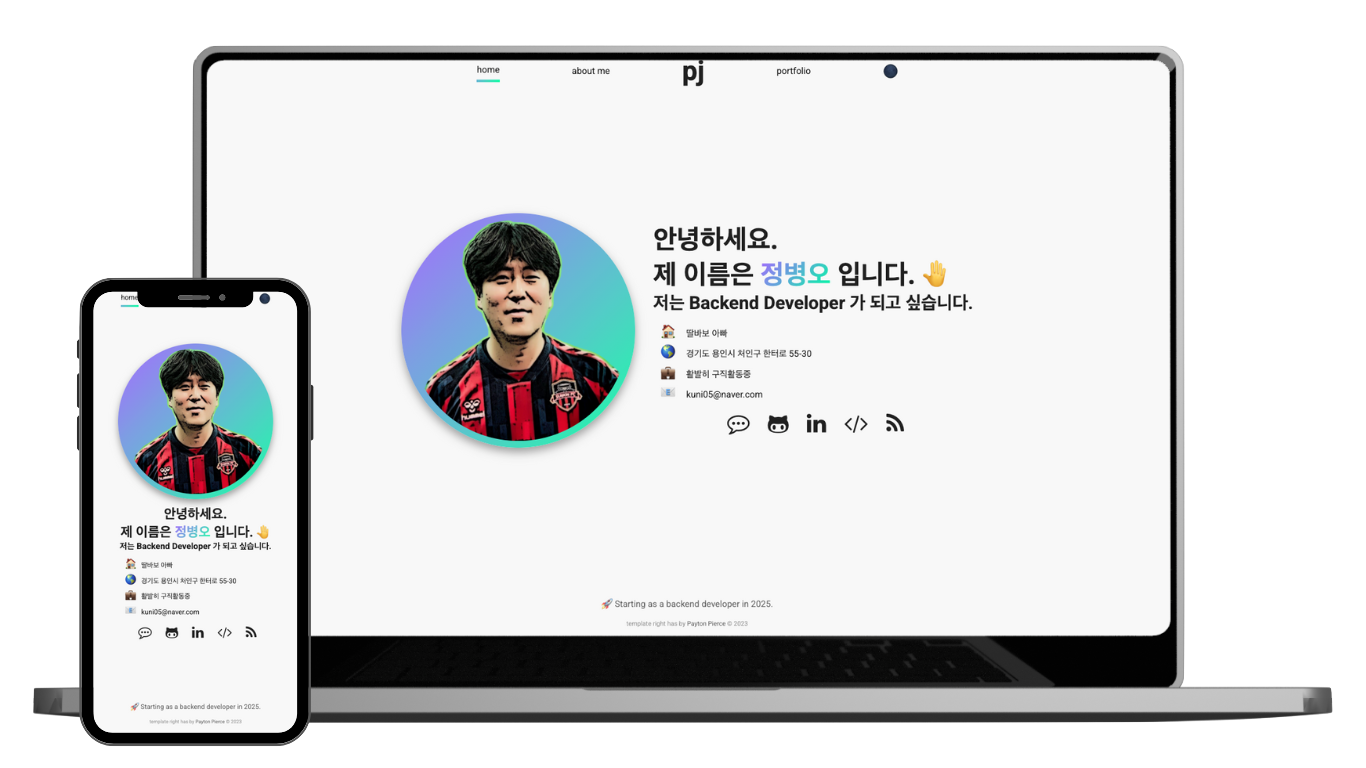 home
about me
pj
portfolio
안녕하세요.
제 이름은 정병오 입니다. 🤚
저는 Backend Developer 가 되고 싶습니다.
딸바보 아빠
경기도 용인시 처인구 한터로 55-30
활발히 구직활동중
kuni05@naver.com
🚀 Starting as a backend developer in 2025.
template right has by Payton Pierce © 2023
home
안녕하세요.
제 이름은 정병오 입니다. 🤚
저는 Backend Developer 가 되고 싶습니다.
딸바보 아빠
경기도 용인시 처인구 한터로 55-30
활발히 구직활동중
kuni05@naver.com
🚀 Starting as a backend developer in 2025.
template right has by Payton Pierce © 2023